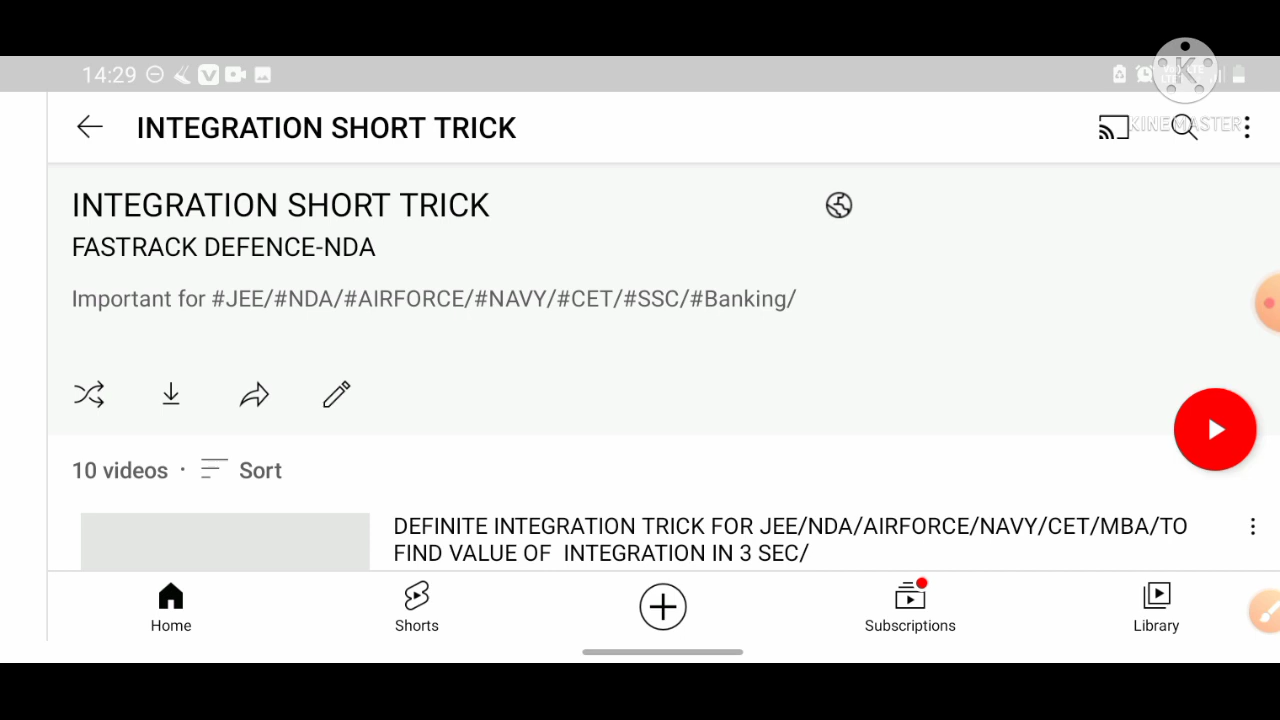 14:29
KINEMASTER
INTEGRATION SHORT TRICK
INTEGRATION SHORT TRICK
FASTRACK DEFENCE-NDA
Important for #JEE/#NDA/#AIRFORCE/#NAVY/#CET/#SSC/#Banking/
10 videos · Sort
DEFINITE INTEGRATION TRICK FOR JEE/NDA/AIRFORCE/NAVY/CET/MBA/TO
FIND VALUE OF INTEGRATION IN 3 SEC/
Home Shorts Subscriptions Library